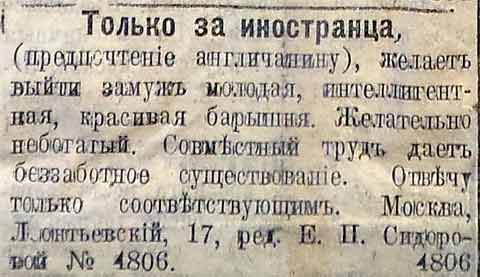 Только за иностранца,
(предпочтеніе англичанину), желаетъ
выйти замужъ молодая, интеллигент-
ная, красивая барышня. Желательно
небогатый. Совмѣстный трудъ даетъ
беззаботное существованіе. Отвѣчу
только соотвѣтствующимъ. Москва,
Леонтьевскій, 17, ред. Е. П. Сидоро-
вой № 4806. 4806